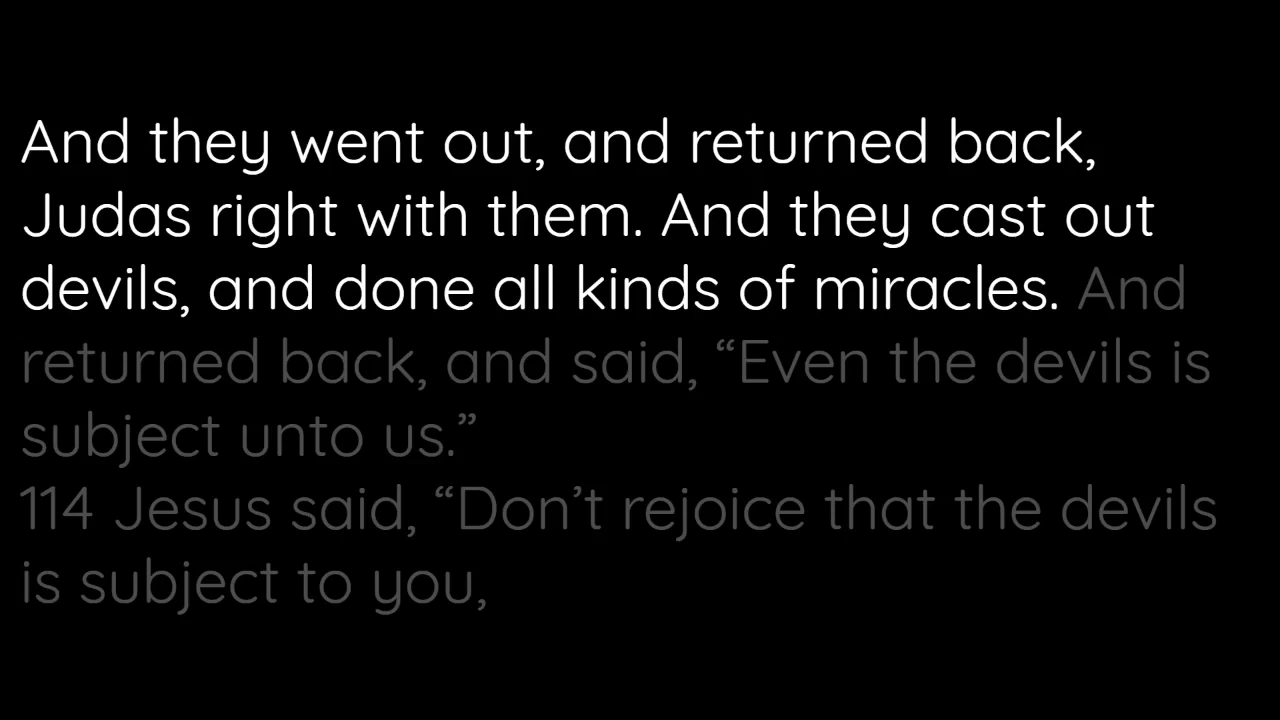 And they went out, and returned back,
Judas right with them. And they cast out
devils, and done all kinds of miracles. And
returned back, and said, “Even the devils is
subject unto us.”
114 Jesus said, “Don’t rejoice that the devils
is subject to you,